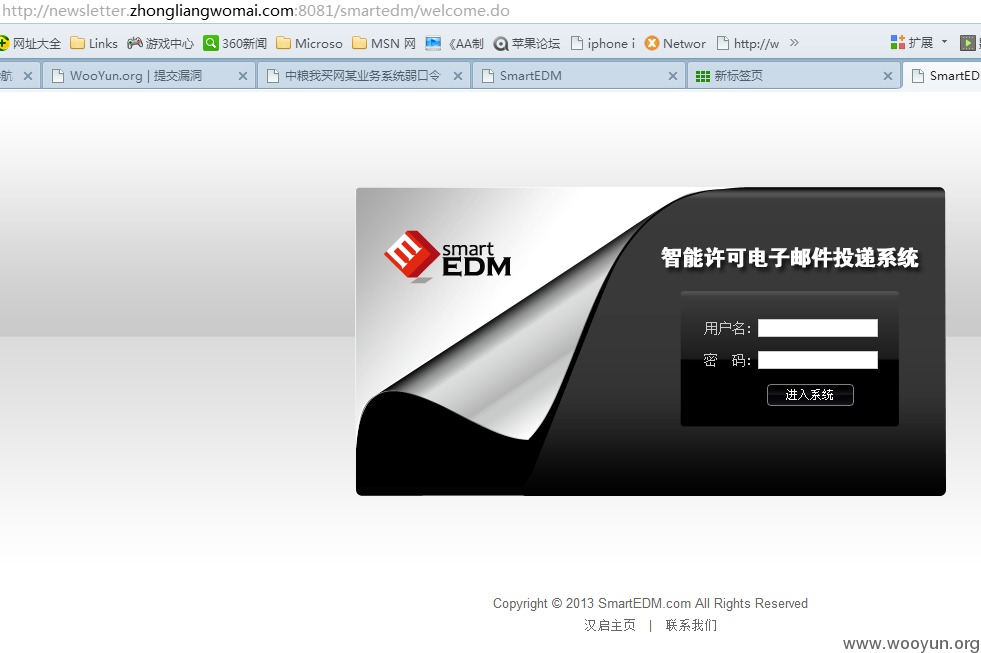 http://newsletter.zhongliangwomai.com:8081/smartedm/welcome.do
网址大全 Links 游戏中心 360新闻 Microso MSN 网 《AA制 苹果论坛 iphone i Networ http://w » 扩展
航 WooYun.org | 提交漏洞 中粮我买网某业务系统弱口令 SmartEDM 新标签页 SmartED
smart
EDM
智能许可电子邮件投递系统
用户名:
密 码:
进入系统
Copyright © 2013 SmartEDM.com All Rights Reserved
汉启主页 | 联系我们
www.wooyun.org